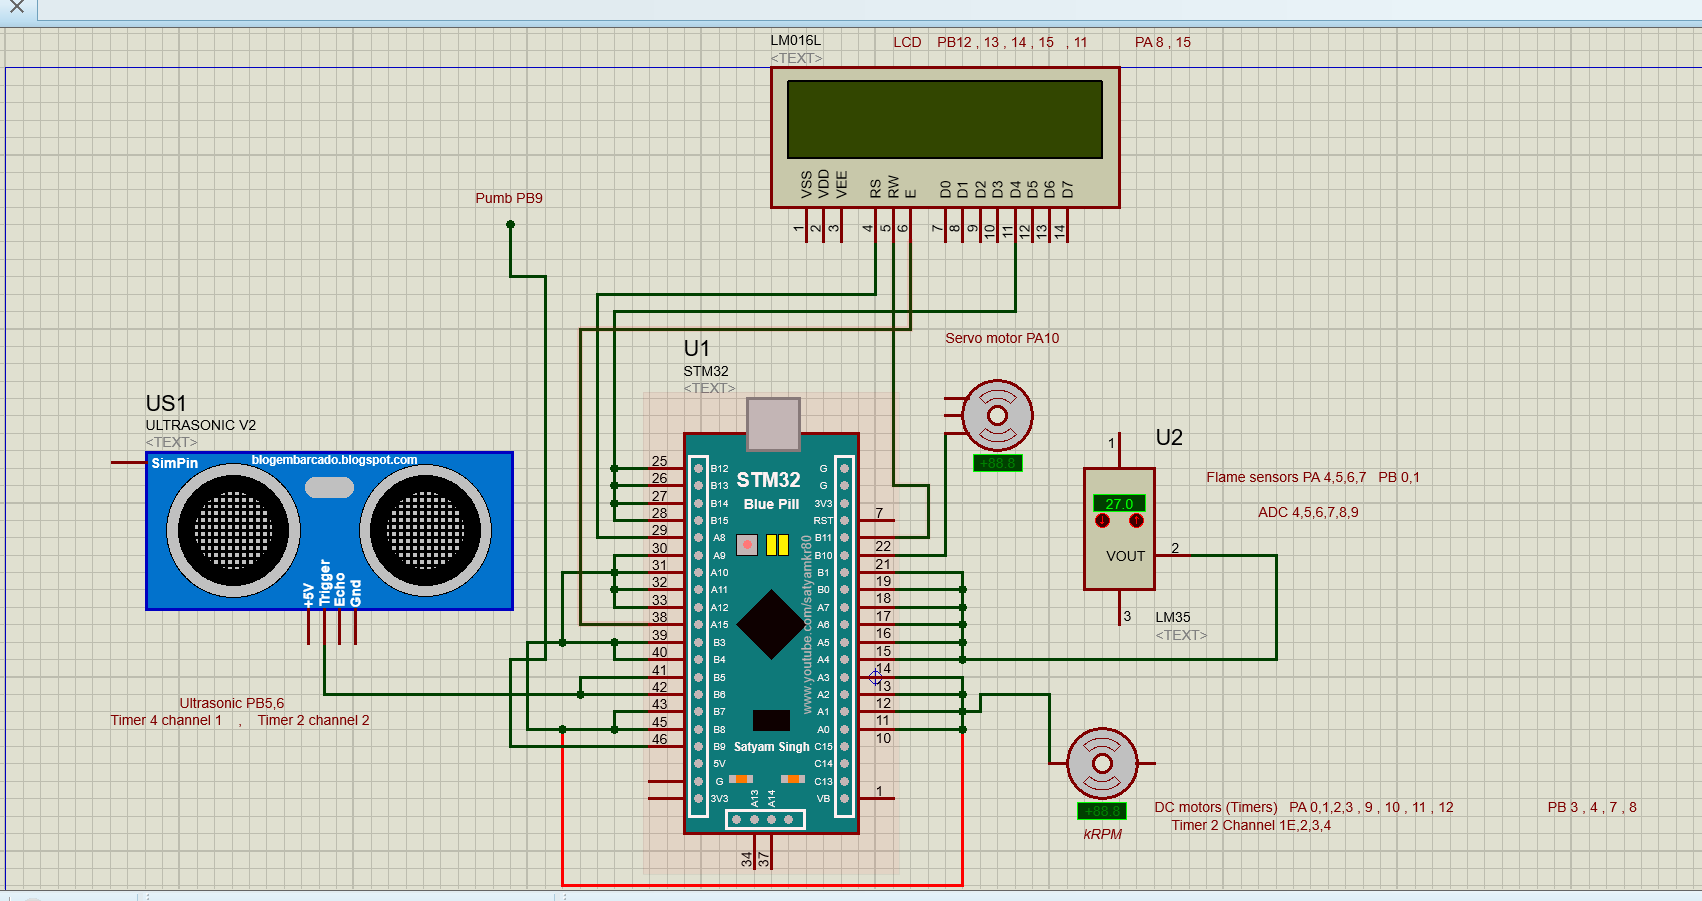 LM016L
<TEXT>
LCD PB12 , 13 , 14 , 15 , 11 PA 8 , 15
VSS VDD VEE RS RW E D0 D1 D2 D3 D4 D5 D6 D7
1 2 3 4 5 6 7 8 9 10 11 12 13 14
Pumb PB9
Servo motor PA10
+88.8
U1
STM32
<TEXT>
US1
ULTRASONIC V2
<TEXT>
SimPin
blogembarcado.blogspot.com
+5V Trigger Echo Gnd
Ultrasonic PB5,6
Timer 4 channel 1 , Timer 2 channel 2
STM32
Blue Pill
www.youtube.com/satyamkr80
Satyam Singh
25 B12
26 B13
27 B14
28 B15
29 A8
30 A9
31 A10
32 A11
33 A12
38 A15
39 B3
40 B4
41 B5
42 B6
43 B7
45 B8
46 B9
5V
G
3V3
A13 A14
34 37
G
G
3V3
RST 7
B11
B10 22
B1 21
B0 19
A7 18
A6 17
A5 16
A4 15
A3 14
A2 13
A1 12
A0 11
C15 10
C14
C13
VB 1
U2
1
27.0
VOUT 2
3
LM35
<TEXT>
Flame sensors PA 4,5,6,7 PB 0,1
ADC 4,5,6,7,8,9
+88.8
kRPM
DC motors (Timers) PA 0,1,2,3 , 9 , 10 , 11 , 12 PB 3 , 4 , 7 , 8
Timer 2 Channel 1E,2,3,4